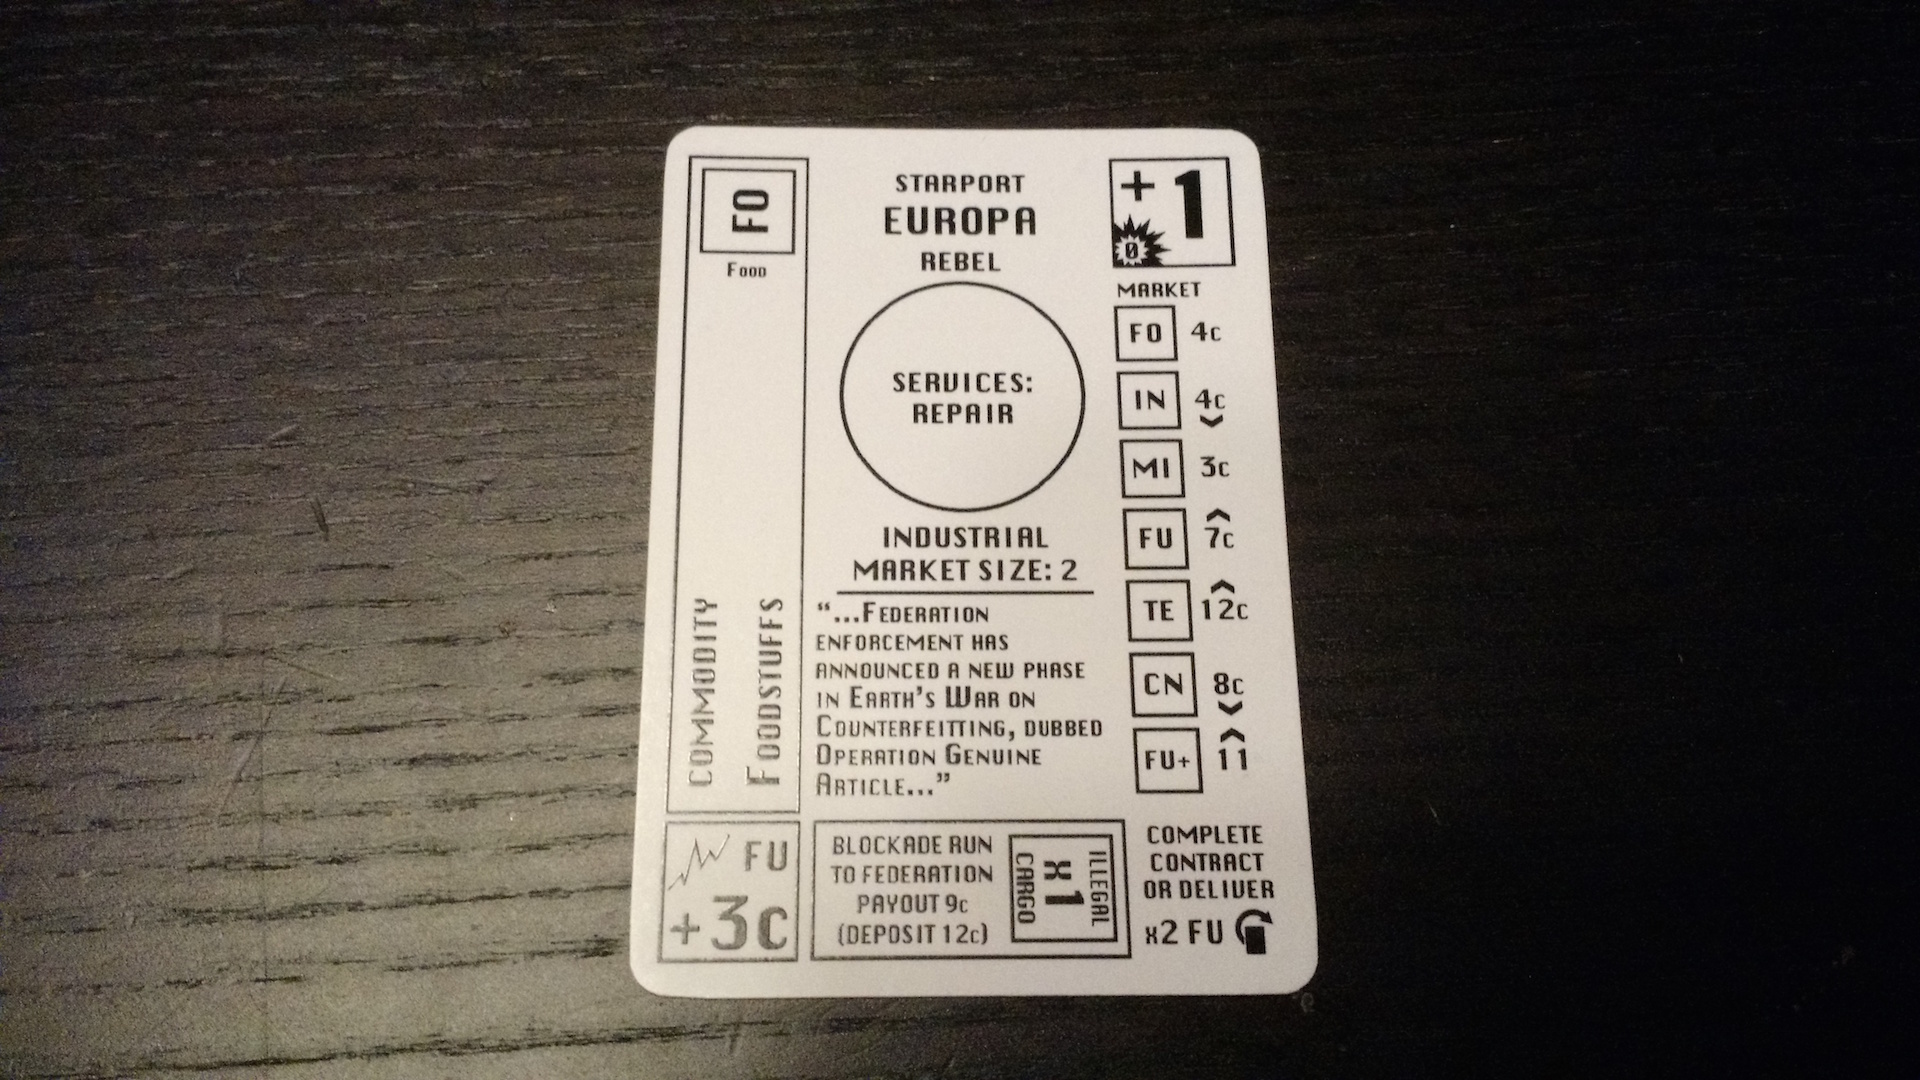 FO
Food
COMMODITY
Foodstuffs
FU
+3c
STARPORT
EUROPA
REBEL
SERVICES:
REPAIR
INDUSTRIAL
MARKET SIZE: 2
“...Federation
enforcement has
announced a new phase
in Earth’s War on
Counterfeitting, dubbed
Operation Genuine
Article...”
BLOCKADE RUN
TO FEDERATION
PAYOUT 9c
(DEPOSIT 12c)
ILLEGAL
x1
CARGO
+1
0
MARKET
FO 4c
IN 4c
MI 3c
FU 7c
TE 12c
CN 8c
FU+ 11
COMPLETE
CONTRACT
OR DELIVER
x2 FU